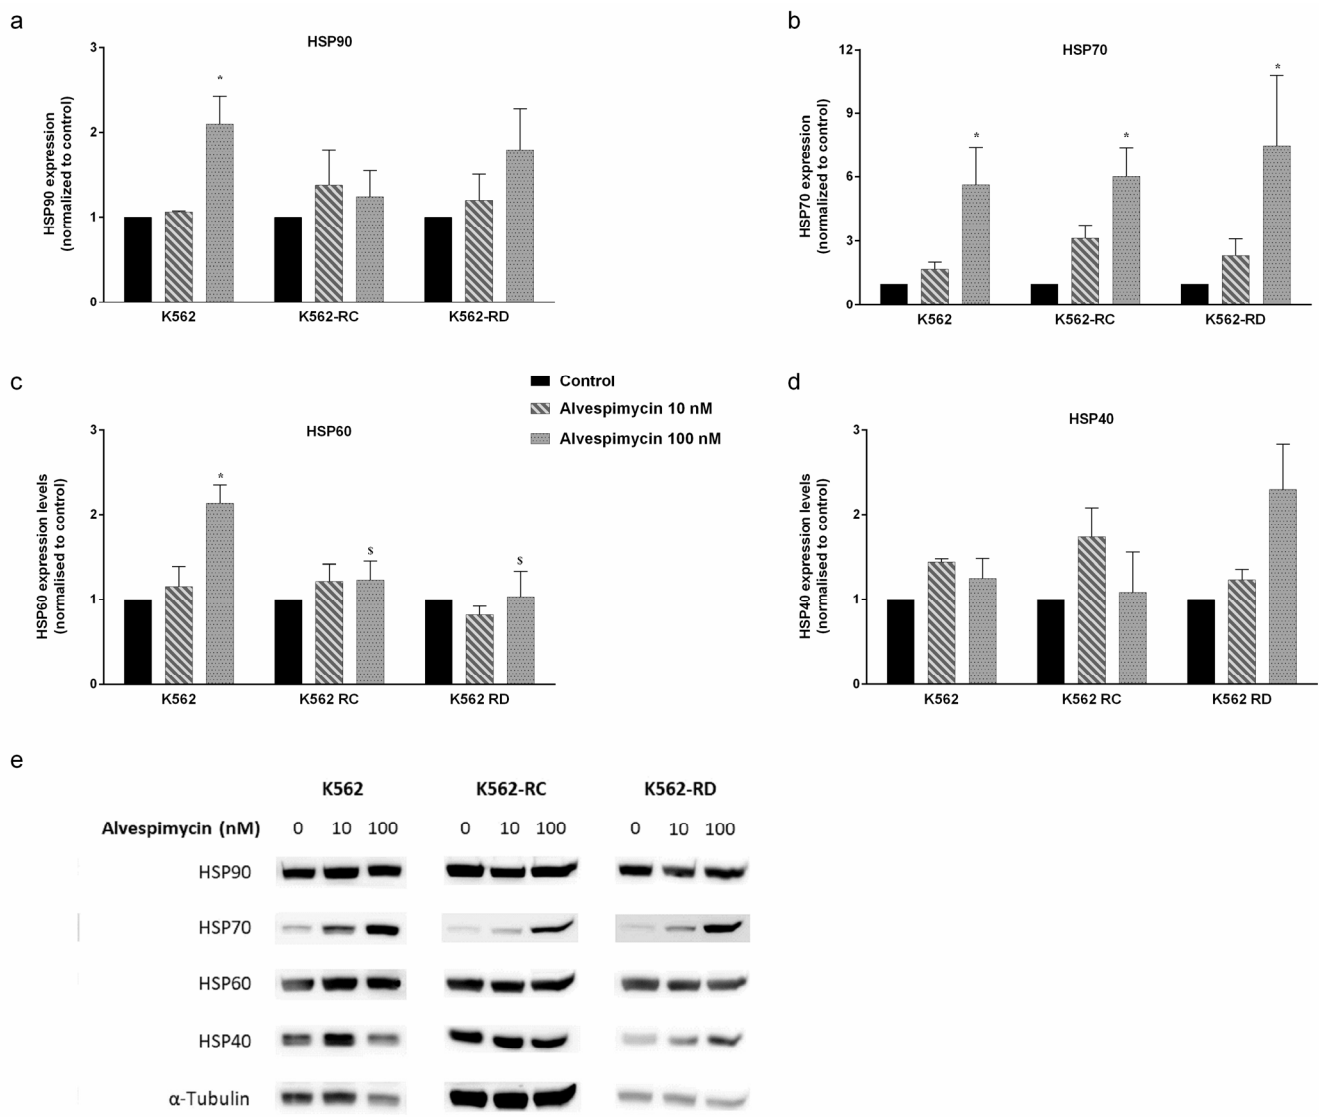 a
HSP90
HSP90 expression
(normalized to control)
3
2
1
0
*
K562 K562-RC K562-RD
b
HSP70
HSP70 expression
(normalized to control)
12
9
6
3
0
* * *
K562 K562-RC K562-RD
c
HSP60
HSP60 expression levels
(normalised to control)
3
2
1
0
* $ $
K562 K562 RC K562 RD
Control
Alvespimycin 10 nM
Alvespimycin 100 nM
d
HSP40
HSP40 expression levels
(normalised to control)
3
2
1
0
K562 K562 RC K562 RD
e
K562 K562-RC K562-RD
Alvespimycin (nM) 0 10 100 0 10 100 0 10 100
HSP90
HSP70
HSP60
HSP40
α-Tubulin